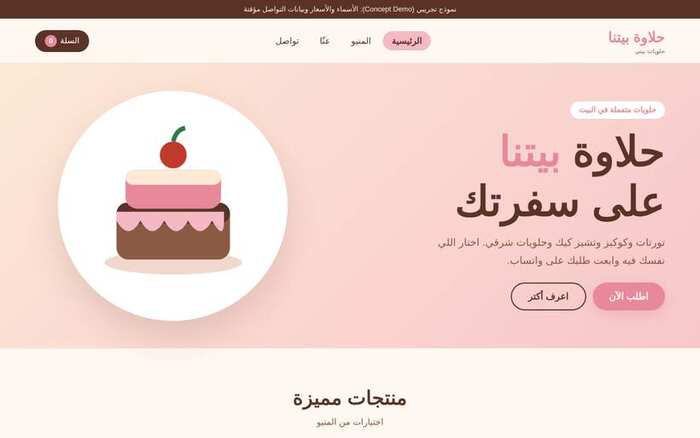 نموذج تجريبي (Concept Demo): الأسماء والأسعار وبيانات التواصل مؤقتة
حلاوة بيتنا
حلويات بيتي
الرئيسية
المنيو
عنّا
تواصل
السلة 0
حلويات متعملة في البيت
حلاوة بيتنا
على سفرتك
تورتات وكوكيز وتشيز كيك وحلويات شرقي. اختار اللي
نفسك فيه وابعت طلبك على واتساب.
اطلب الآن
اعرف أكتر
منتجات مميزة
اختيارات من المنيو